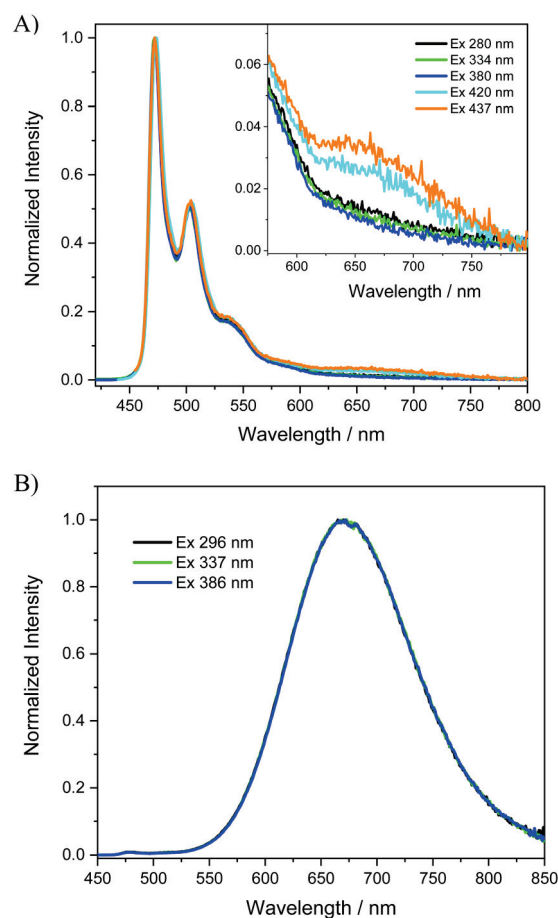 A)
1.0
0.8
0.6
0.4
0.2
0.0
Normalized Intensity
450 500 550 600 650 700 750 800
Wavelength / nm
0.06
0.04
0.02
0.00
600 650 700 750
Wavelength / nm
Ex 280 nm
Ex 334 nm
Ex 380 nm
Ex 420 nm
Ex 437 nm
B)
1.0
0.8
0.6
0.4
0.2
0.0
Normalized Intensity
Ex 296 nm
Ex 337 nm
Ex 386 nm
450 500 550 600 650 700 750 800 850
Wavelength / nm